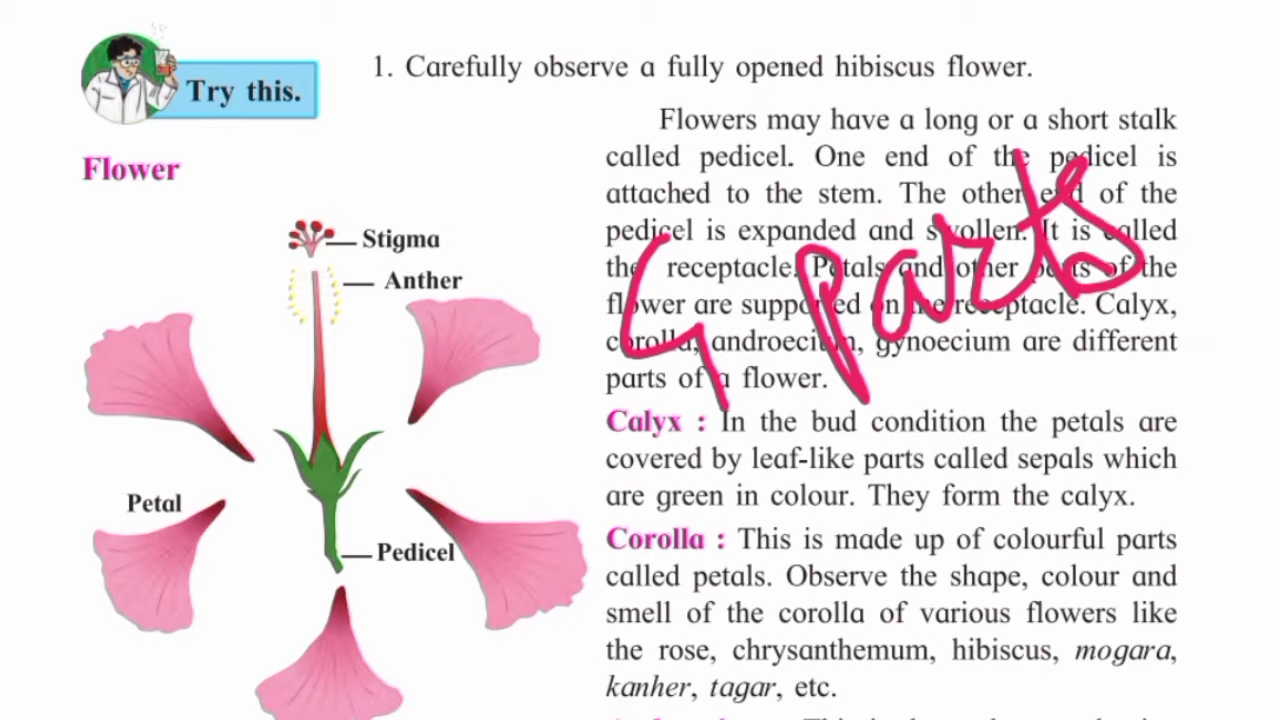 Try this.
1. Carefully observe a fully opened hibiscus flower.
Flower
Stigma
Anther
Petal
Pedicel
Flowers may have a long or a short stalk
called pedicel. One end of the pedicel is
attached to the stem. The other end of the
pedicel is expanded and swollen. It is called
the receptacle. Petals and other parts of the
flower are supported on the receptacle. Calyx,
corolla, androecium, gynoecium are different
parts of a flower.
4 parts
Calyx : In the bud condition the petals are
covered by leaf-like parts called sepals which
are green in colour. They form the calyx.
Corolla : This is made up of colourful parts
called petals. Observe the shape, colour and
smell of the corolla of various flowers like
the rose, chrysanthemum, hibiscus, mogara,
kanher, tagar, etc.